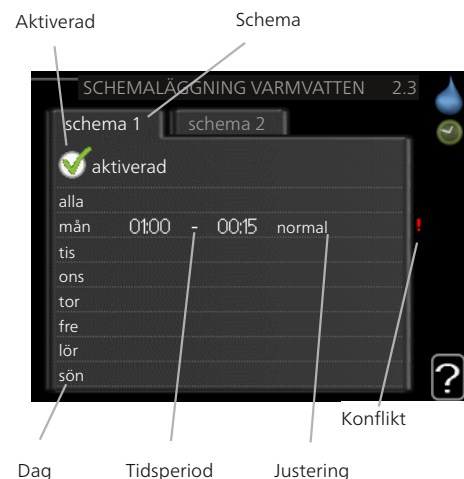 Aktiverad Schema
SCHEMALÄGGNING VARMVATTEN 2.3
schema 1 schema 2
aktiverad
alla
mån 01:00 - 00:15 normal !
tis
ons
tor
fre
lör
sön
?
Konflikt
Dag Tidsperiod Justering